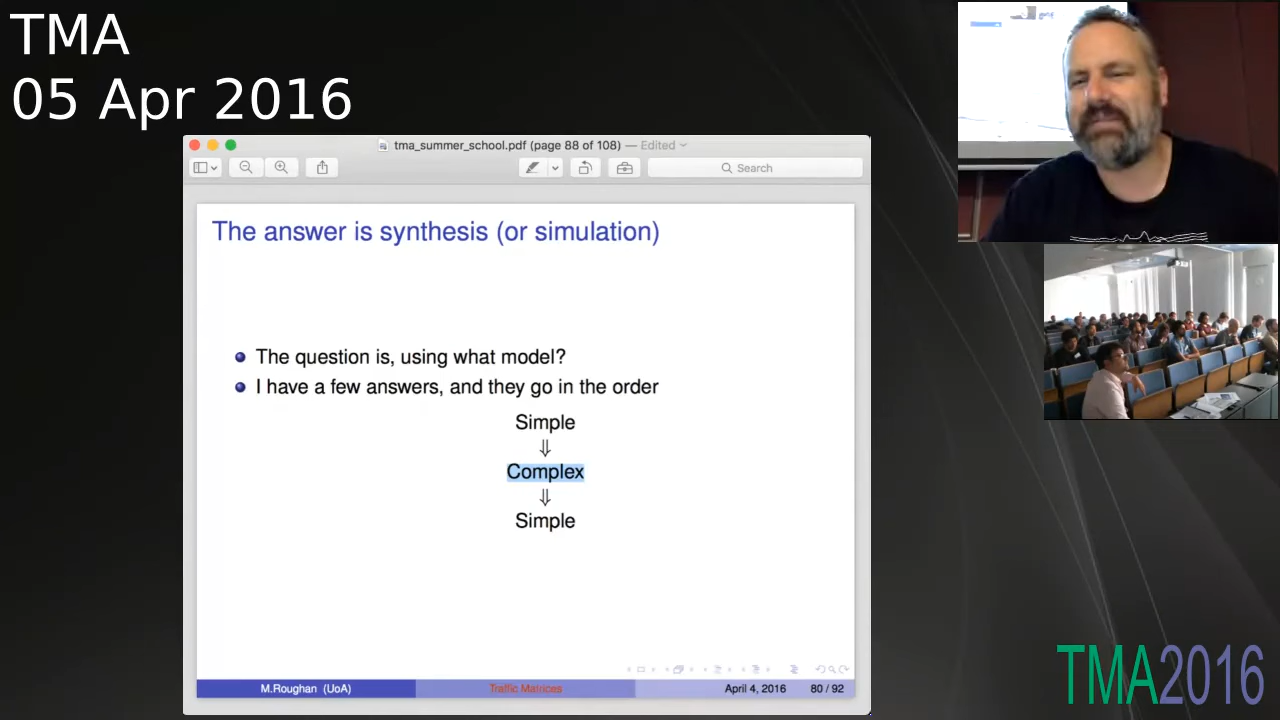 TMA
05 Apr 2016
tma_summer_school.pdf (page 88 of 108) — Edited
Search
The answer is synthesis (or simulation)
The question is, using what model?
I have a few answers, and they go in the order
Simple
⇓
Complex
⇓
Simple
M.Roughan (UoA)
Traffic Matrices
April 4, 2016
80 / 92
TMA2016